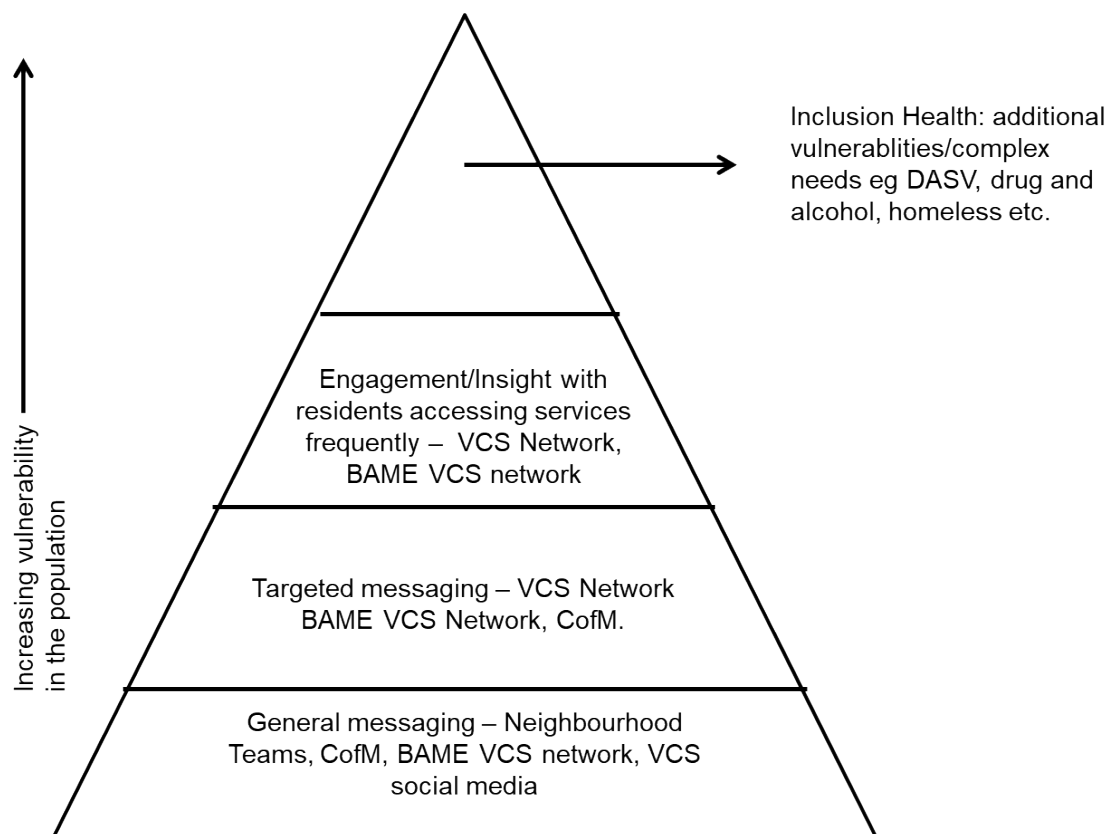 Inclusion Health: additional
vulnerablities/complex
needs eg DASV, drug and
alcohol, homeless etc.
Engagement/Insight with
residents accessing services
frequently – VCS Network,
BAME VCS network
Targeted messaging – VCS Network
BAME VCS Network, CofM.
General messaging – Neighbourhood
Teams, CofM, BAME VCS network, VCS
social media
Increasing vulnerability
in the population